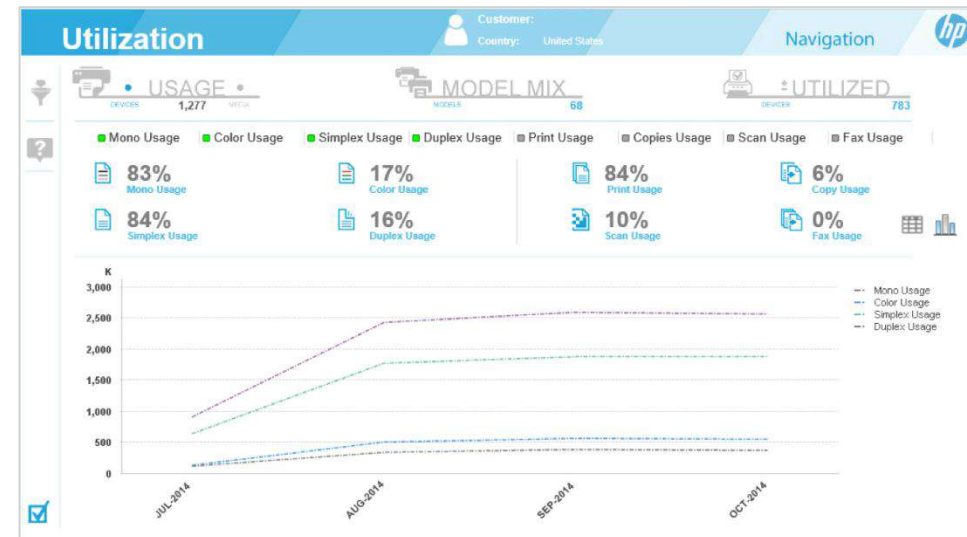 Utilization
Customer:
Country: United States
Navigation
hp
• USAGE •
DEVICES 1,277 MEDIA
MODEL MIX
MODELS 68
± UTILIZED
DEVICES 783
Mono Usage Color Usage Simplex Usage Duplex Usage Print Usage Copies Usage Scan Usage Fax Usage
83% 17% 84% 6%
Mono Usage Color Usage Print Usage Copy Usage
84% 16% 10% 0%
Simplex Usage Duplex Usage Scan Usage Fax Usage
K
3,000
2,500
2,000
1,500
1,000
500
0
JUL-2014 AUG-2014 SEP-2014 OCT-2014
Mono Usage
Color Usage
Simplex Usage
Duplex Usage